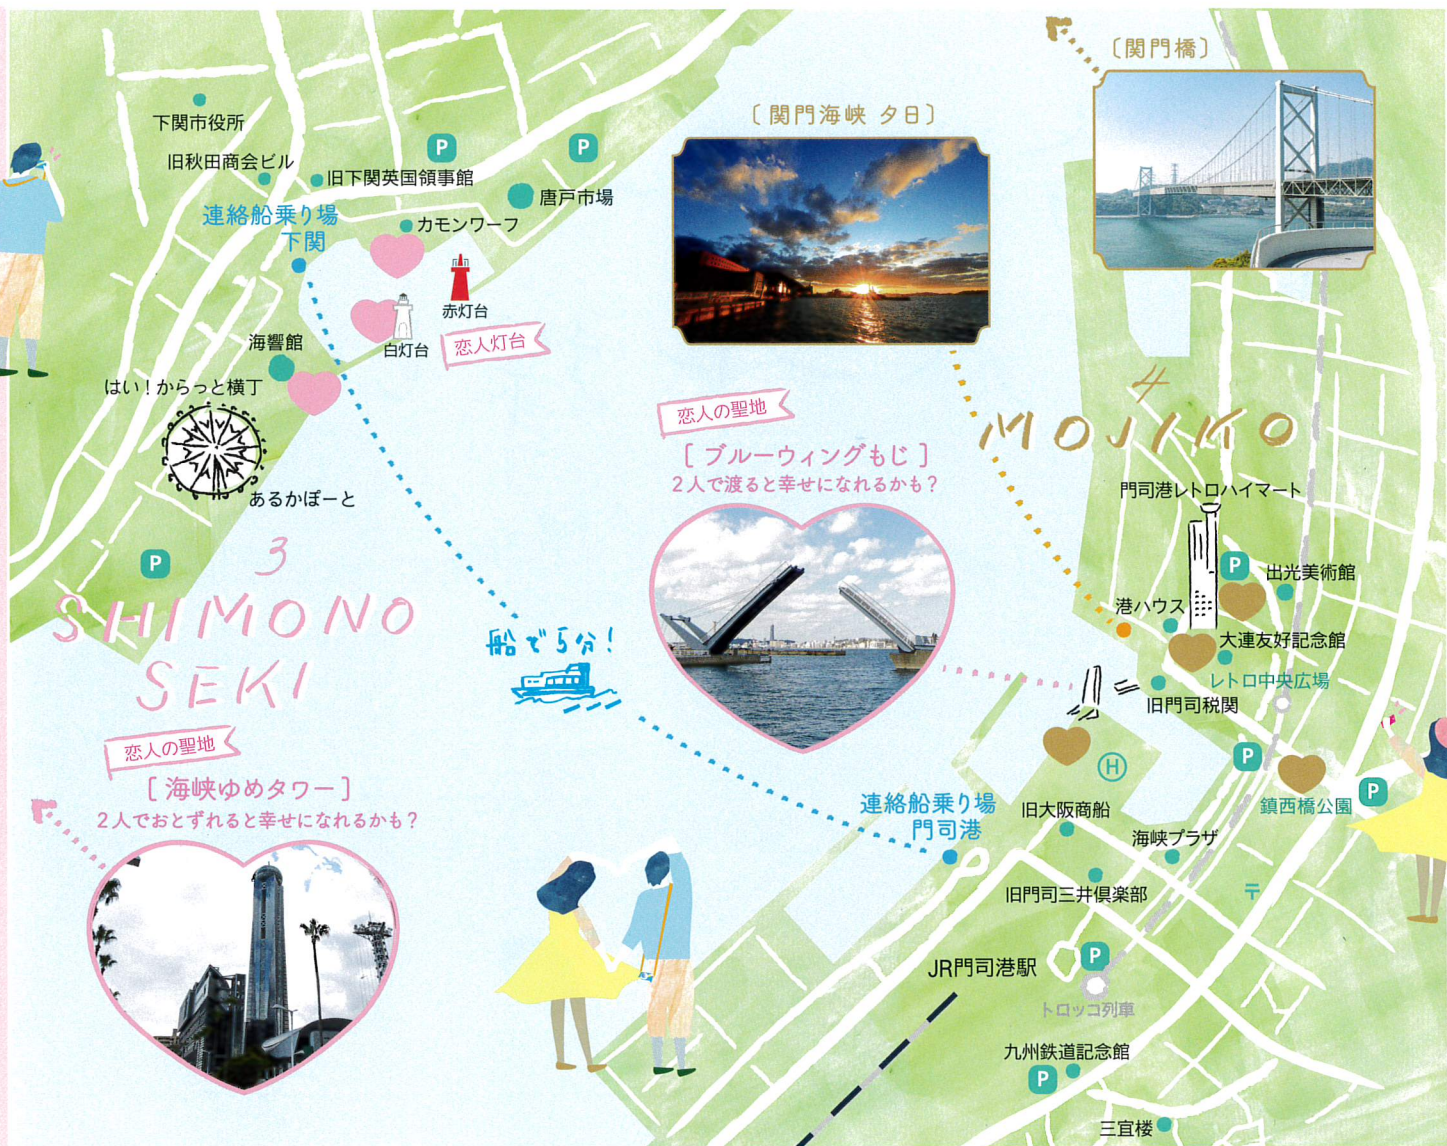 〔関門橋〕
〔関門海峡 夕日〕
下関市役所
P
P
旧秋田商会ビル
旧下関英国領事館
唐戸市場
連絡船乗り場
下関
カモンワーフ
赤灯台
白灯台
恋人灯台
海響館
はい！からっと横丁
あるかぽーと
P
3
SHIMONO
SEKI
恋人の聖地
［海峡ゆめタワー］
2人でおとずれると幸せになれるかも？
船で5分！
恋人の聖地
［ブルーウィングもじ］
2人で渡ると幸せになれるかも？
4
MOJIKO
門司港レトロハイマート
P
出光美術館
港ハウス
大連友好記念館
レトロ中央広場
旧門司税関
P
H
P
鎮西橋公園
連絡船乗り場
門司港
旧大阪商船
海峡プラザ
旧門司三井倶楽部
〒
JR門司港駅
P
トロッコ列車
九州鉄道記念館
P
三宜楼